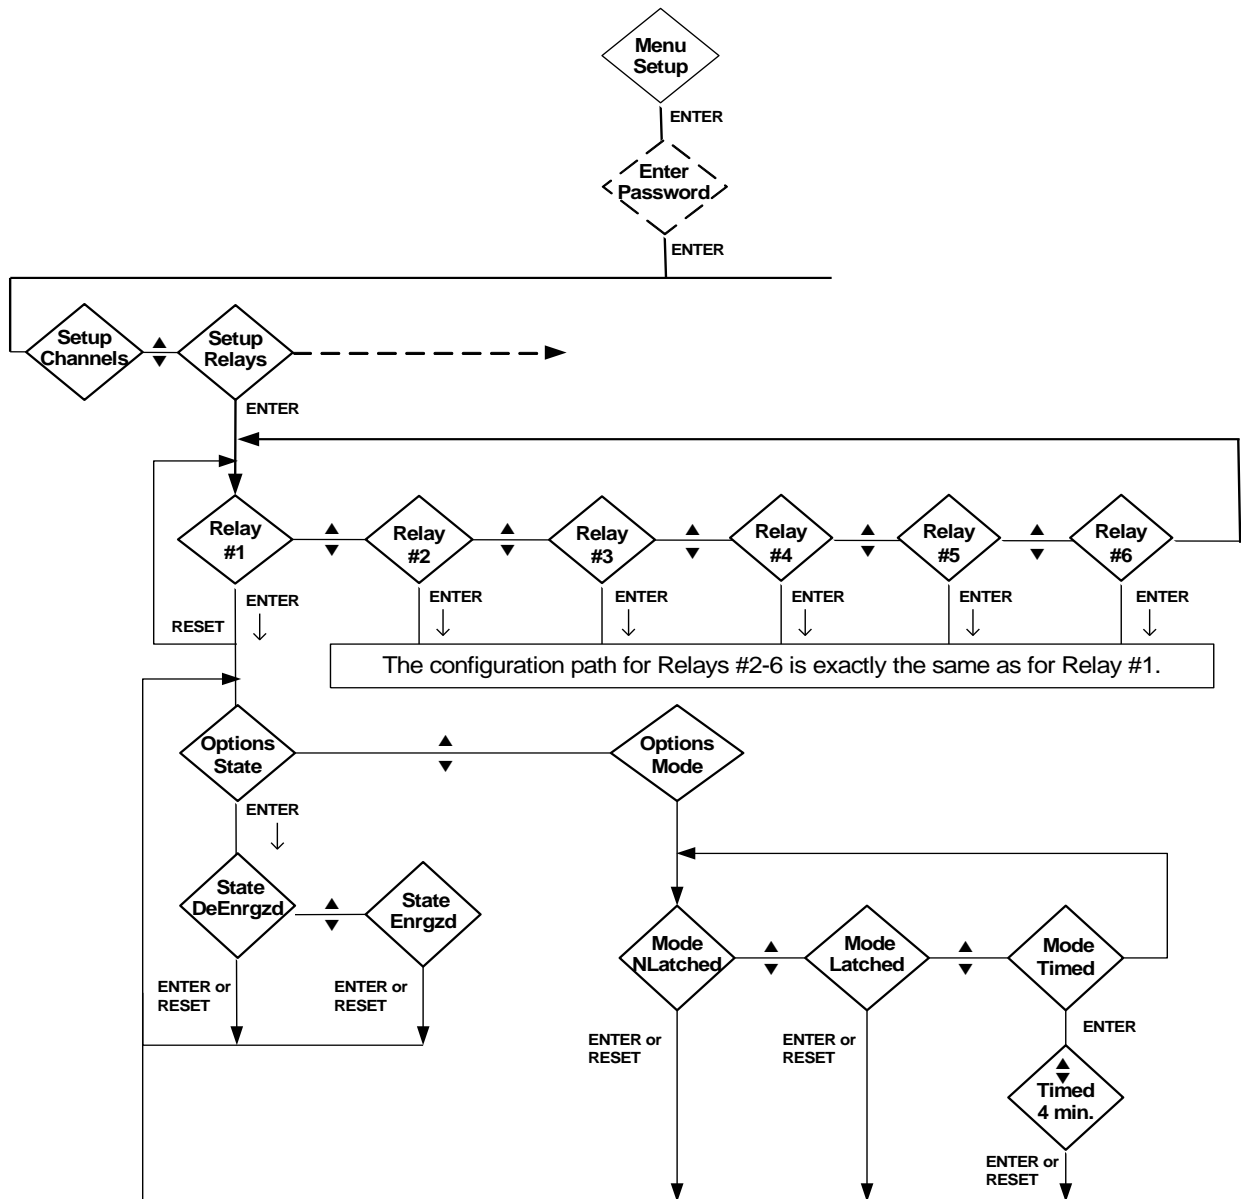 Menu
Setup
ENTER
Enter
Password
ENTER
Setup
Channels
Setup
Relays
ENTER
Relay
#1
Relay
#2
Relay
#3
Relay
#4
Relay
#5
Relay
#6
ENTER
ENTER
ENTER
ENTER
ENTER
ENTER
RESET
The configuration path for Relays #2-6 is exactly the same as for Relay #1.
Options
State
Options
Mode
ENTER
State
DeEnrgzd
State
Enrgzd
Mode
NLatched
Mode
Latched
Mode
Timed
ENTER or
RESET
ENTER or
RESET
ENTER or
RESET
ENTER or
RESET
ENTER
Timed
4 min.
ENTER or
RESET